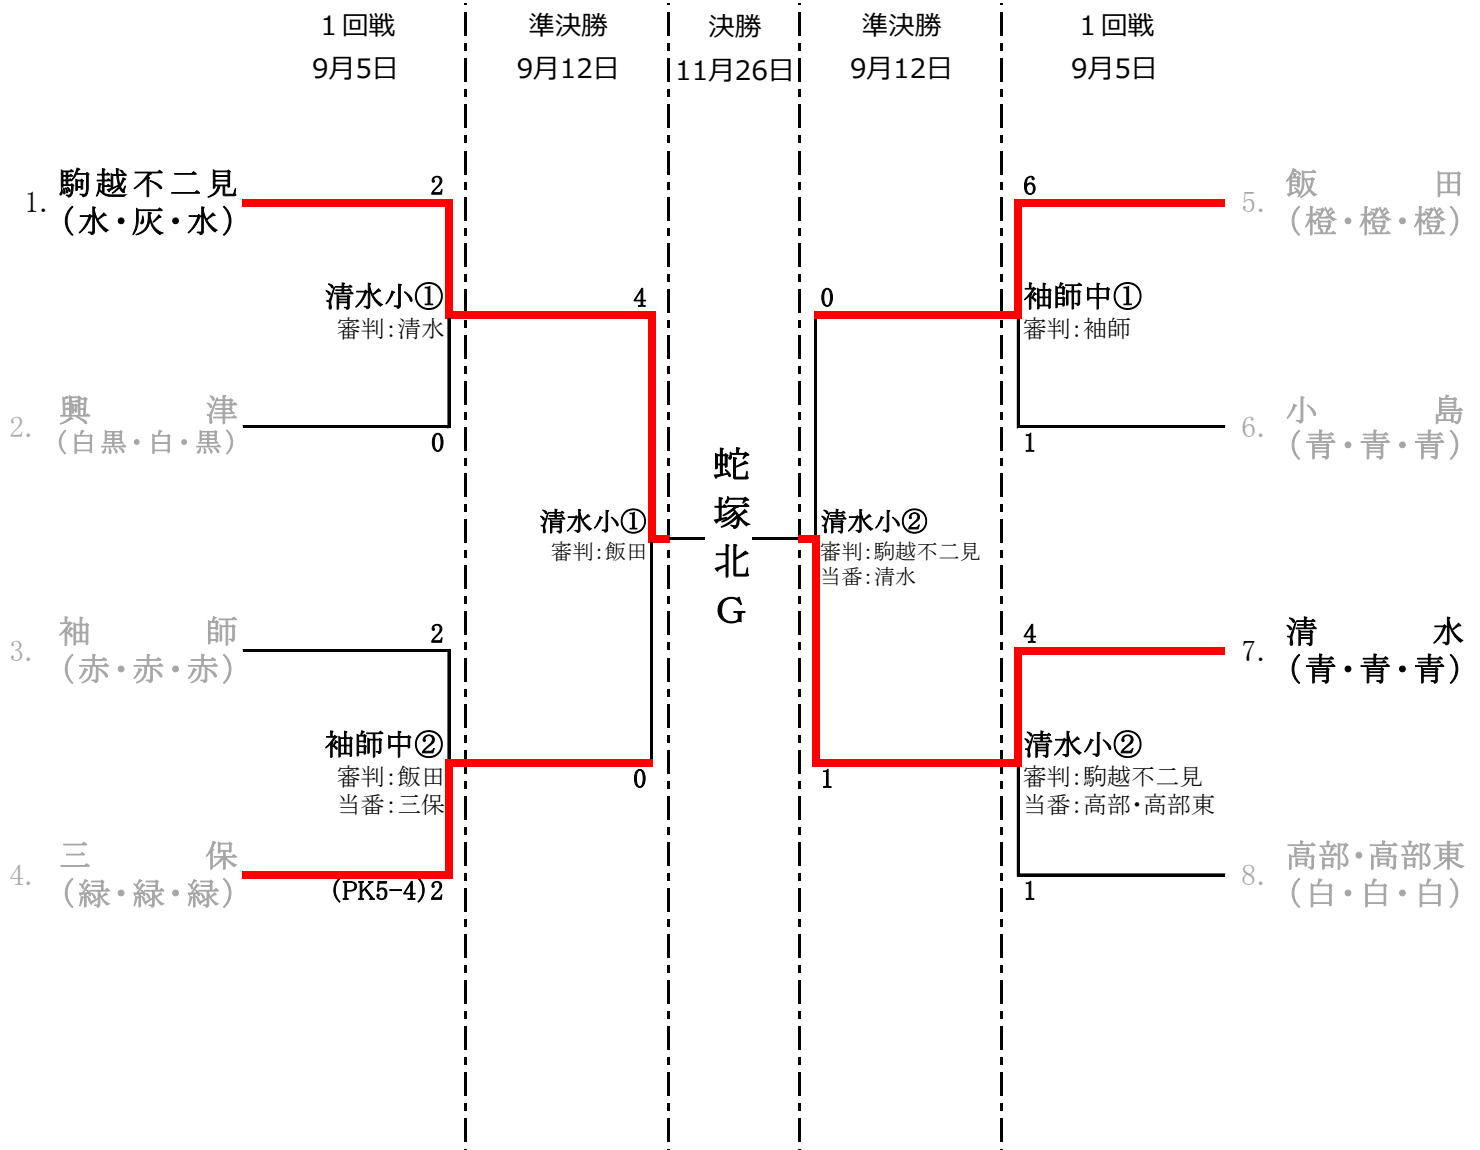 １回戦
9月5日
準決勝
9月12日
決勝
11月26日
準決勝
9月12日
１回戦
9月5日
1. 駒越不二見
（水・灰・水）
2
清水小①
審判：清水
2. 興津
（白黒・白・黒）
0
3. 袖師
（赤・赤・赤）
2
袖師中②
審判：飯田
当番：三保
4. 三保
（緑・緑・緑）
(PK5-4) 2
4
清水小①
審判：飯田
0
蛇
塚
北
G
0
清水小②
審判：駒越不二見
当番：清水
1
6
5. 飯田
（橙・橙・橙）
袖師中①
審判：袖師
1
6. 小島
（青・青・青）
4
7. 清水
（青・青・青）
清水小②
審判：駒越不二見
当番：高部・高部東
1
8. 高部・高部東
（白・白・白）